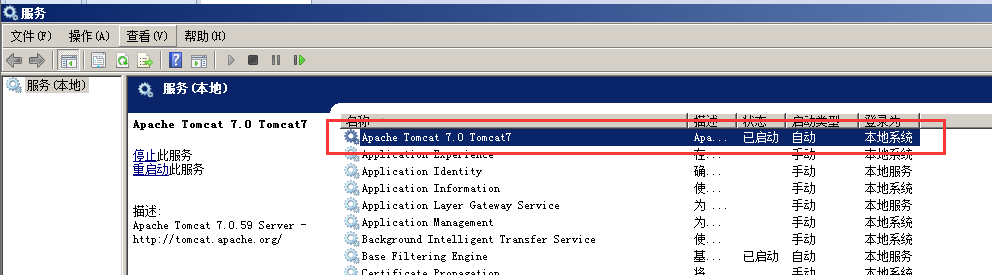 服务
文件(F) 操作(A) 查看(V) 帮助(H)
服务(本地)
服务(本地)
Apache Tomcat 7.0 Tomcat7
停止此服务
重启动此服务
描述:
Apache Tomcat 7.0.59 Server -
http://tomcat.apache.org/
名称 描述 状态 启动类型 登录为
Apache Tomcat 7.0 Tomcat7 Apa... 已启动 自动 本地系统
Application Experience 在... 手动 本地系统
Application Identity 确... 手动 本地服务
Application Information 使... 手动 本地系统
Application Layer Gateway Service 为 ... 手动 本地服务
Application Management 为... 手动 本地系统
Background Intelligent Transfer Service 使... 手动 本地系统
Base Filtering Engine 基... 已启动 自动 本地服务
Certificate Propagation 将... 手动 本地系统